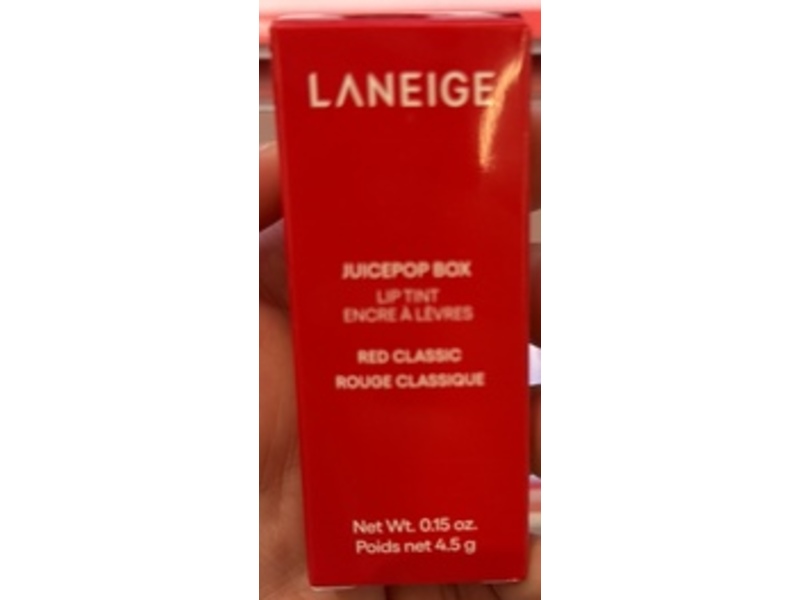 LANEIGE
JUICEPOP BOX
LIP TINT
ENCRE À LÈVRES
RED CLASSIC
ROUGE CLASSIQUE
Net Wt. 0.15 oz.
Poids net 4.5 g